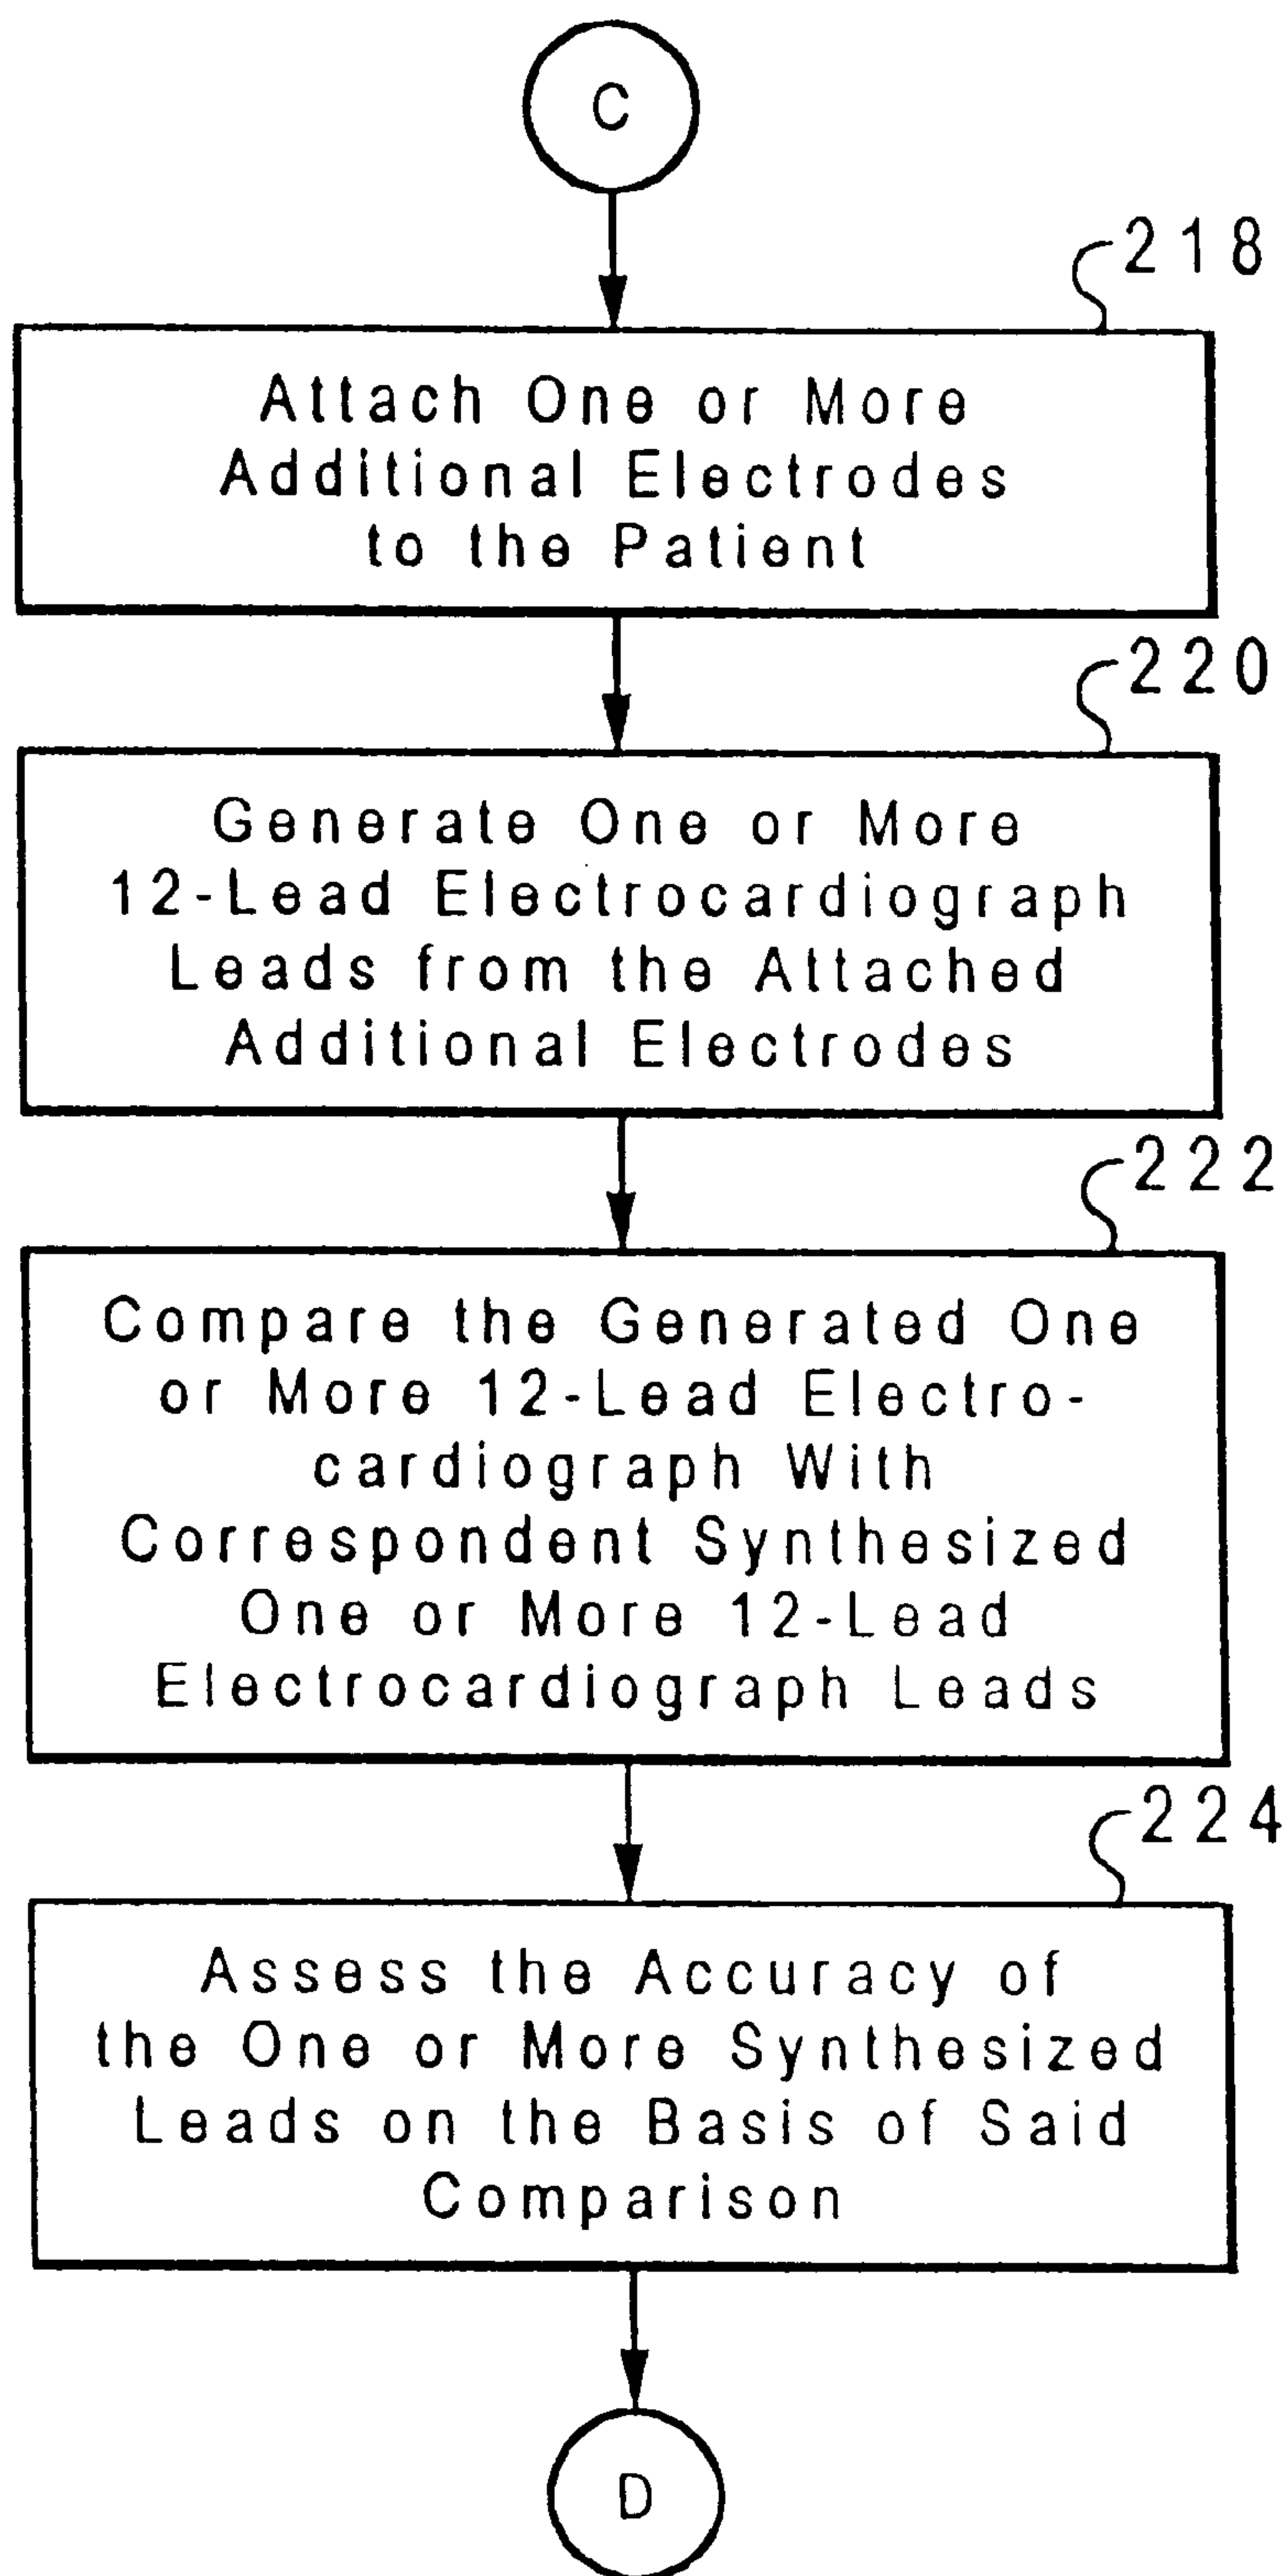 C
218
Attach One or More
Additional Electrodes
to the Patient
220
Generate One or More
12-Lead Electrocardiograph
Leads from the Attached
Additional Electrodes
222
Compare the Generated One
or More 12-Lead Electro-
cardiograph With
Correspondent Synthesized
One or More 12-Lead
Electrocardiograph Leads
224
Assess the Accuracy of
the One or More Synthesized
Leads on the Basis of Said
Comparison
D